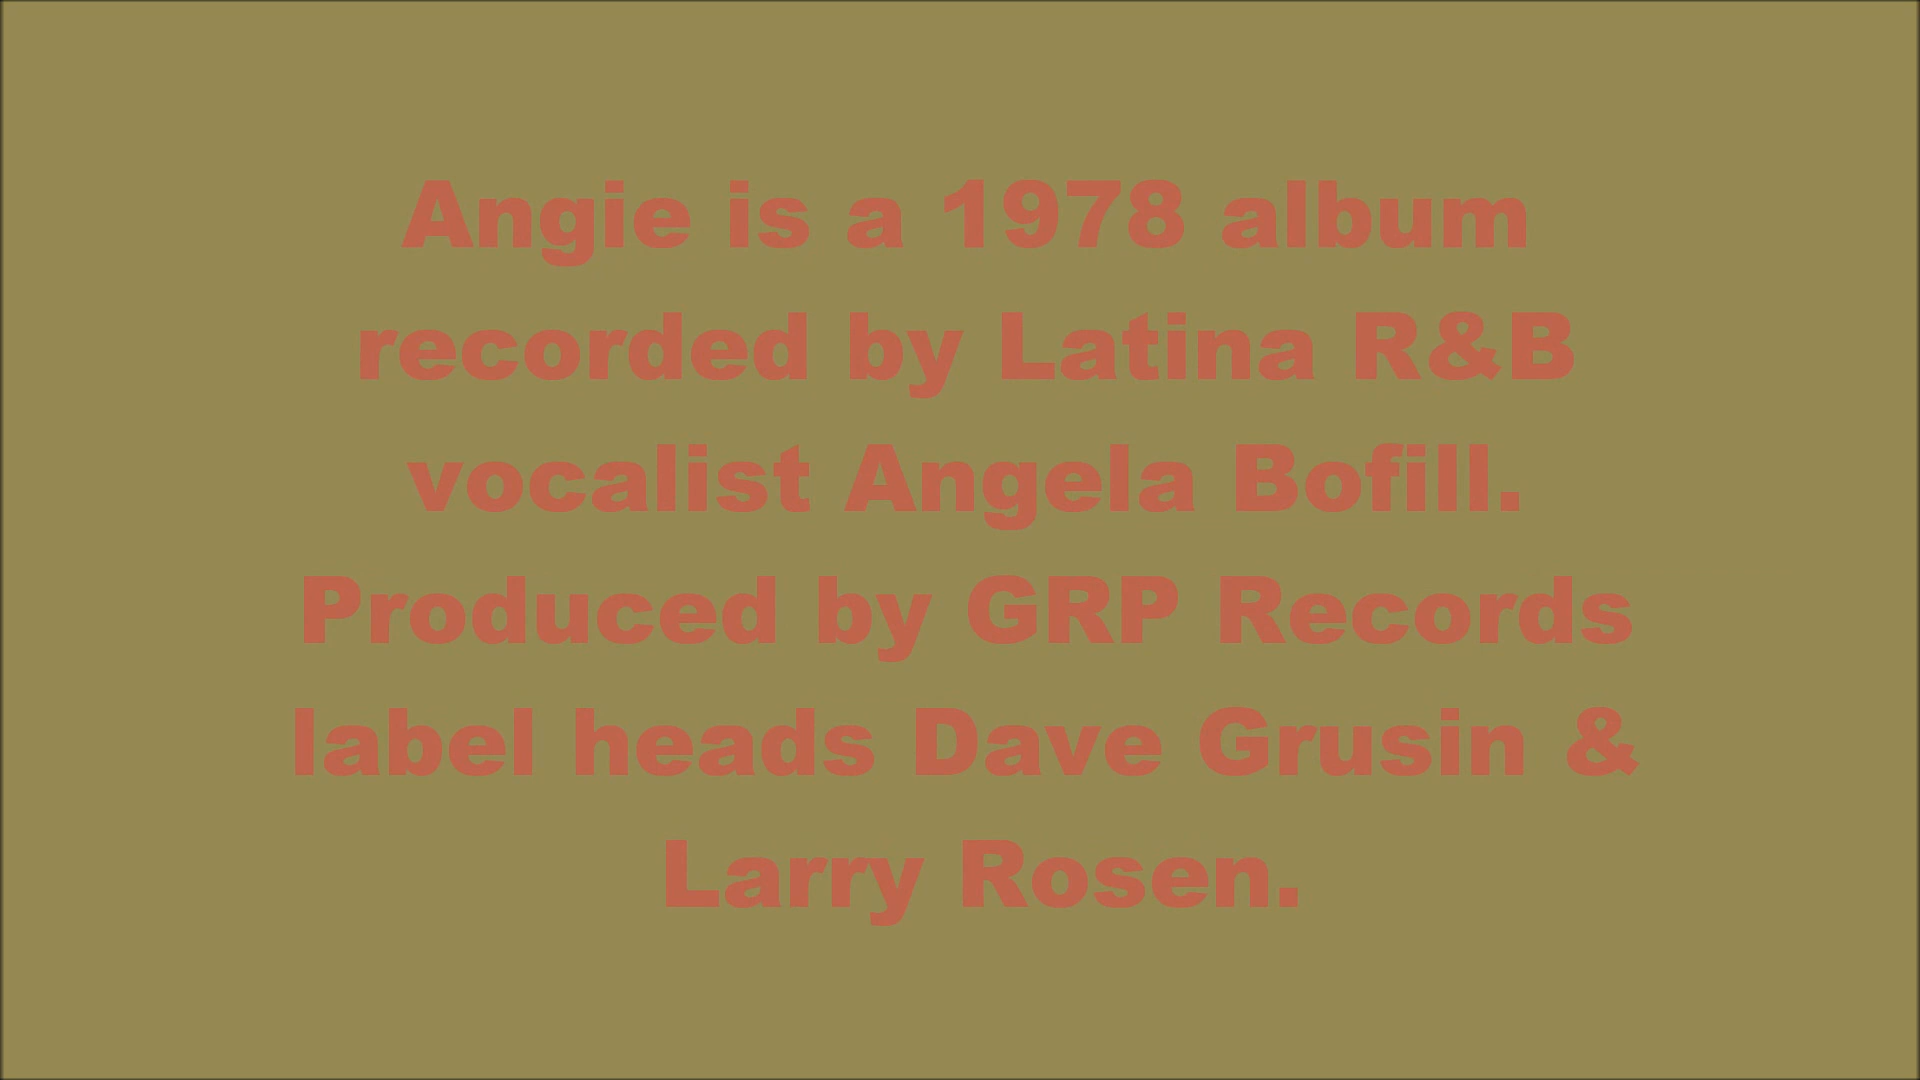 Angie is a 1978 album
recorded by Latina R&B
vocalist Angela Bofill.
Produced by GRP Records
label heads Dave Grusin &
Larry Rosen.